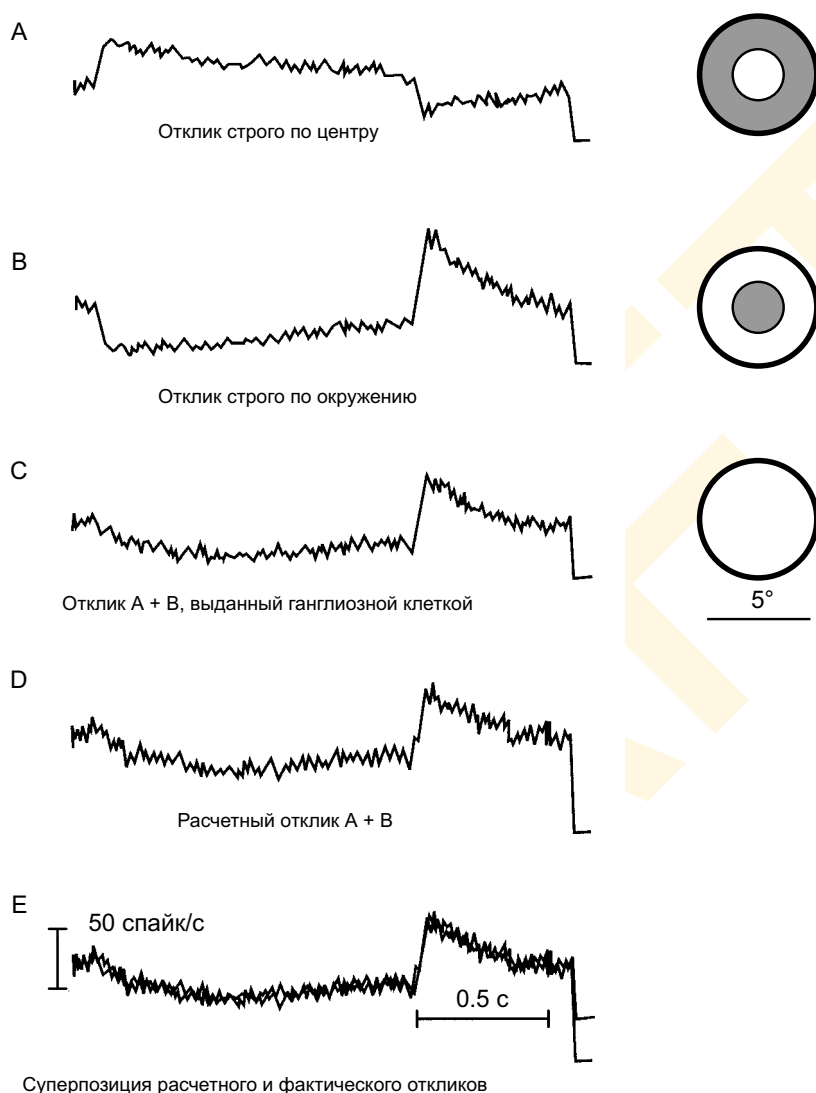 A
Отклик строго по центру
B
Отклик строго по окружению
C
Отклик A + B, выданный ганглиозной клеткой
5°
D
Расчетный отклик A + B
E
50 спайк/с
0.5 с
Суперпозиция расчетного и фактического откликов